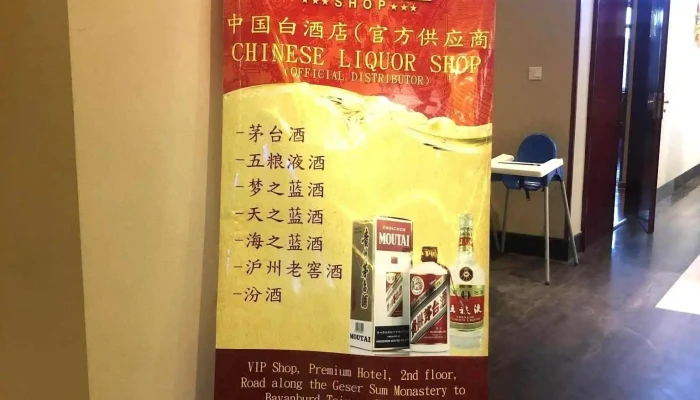 ★★★SHOP★★★
中国白酒店(官方供应商
CHINESE LIQUOR SHOP
(OFFICIAL DISTRIBUTOR)
-茅台酒
-五粮液酒
-梦之蓝酒
-天之蓝酒
-海之蓝酒
-泸州老窖酒
-汾酒
MOUTAI
MOUTAI
VIP Shop, Premium Hotel, 2nd floor,
Road along the Geser Sum Monastery to